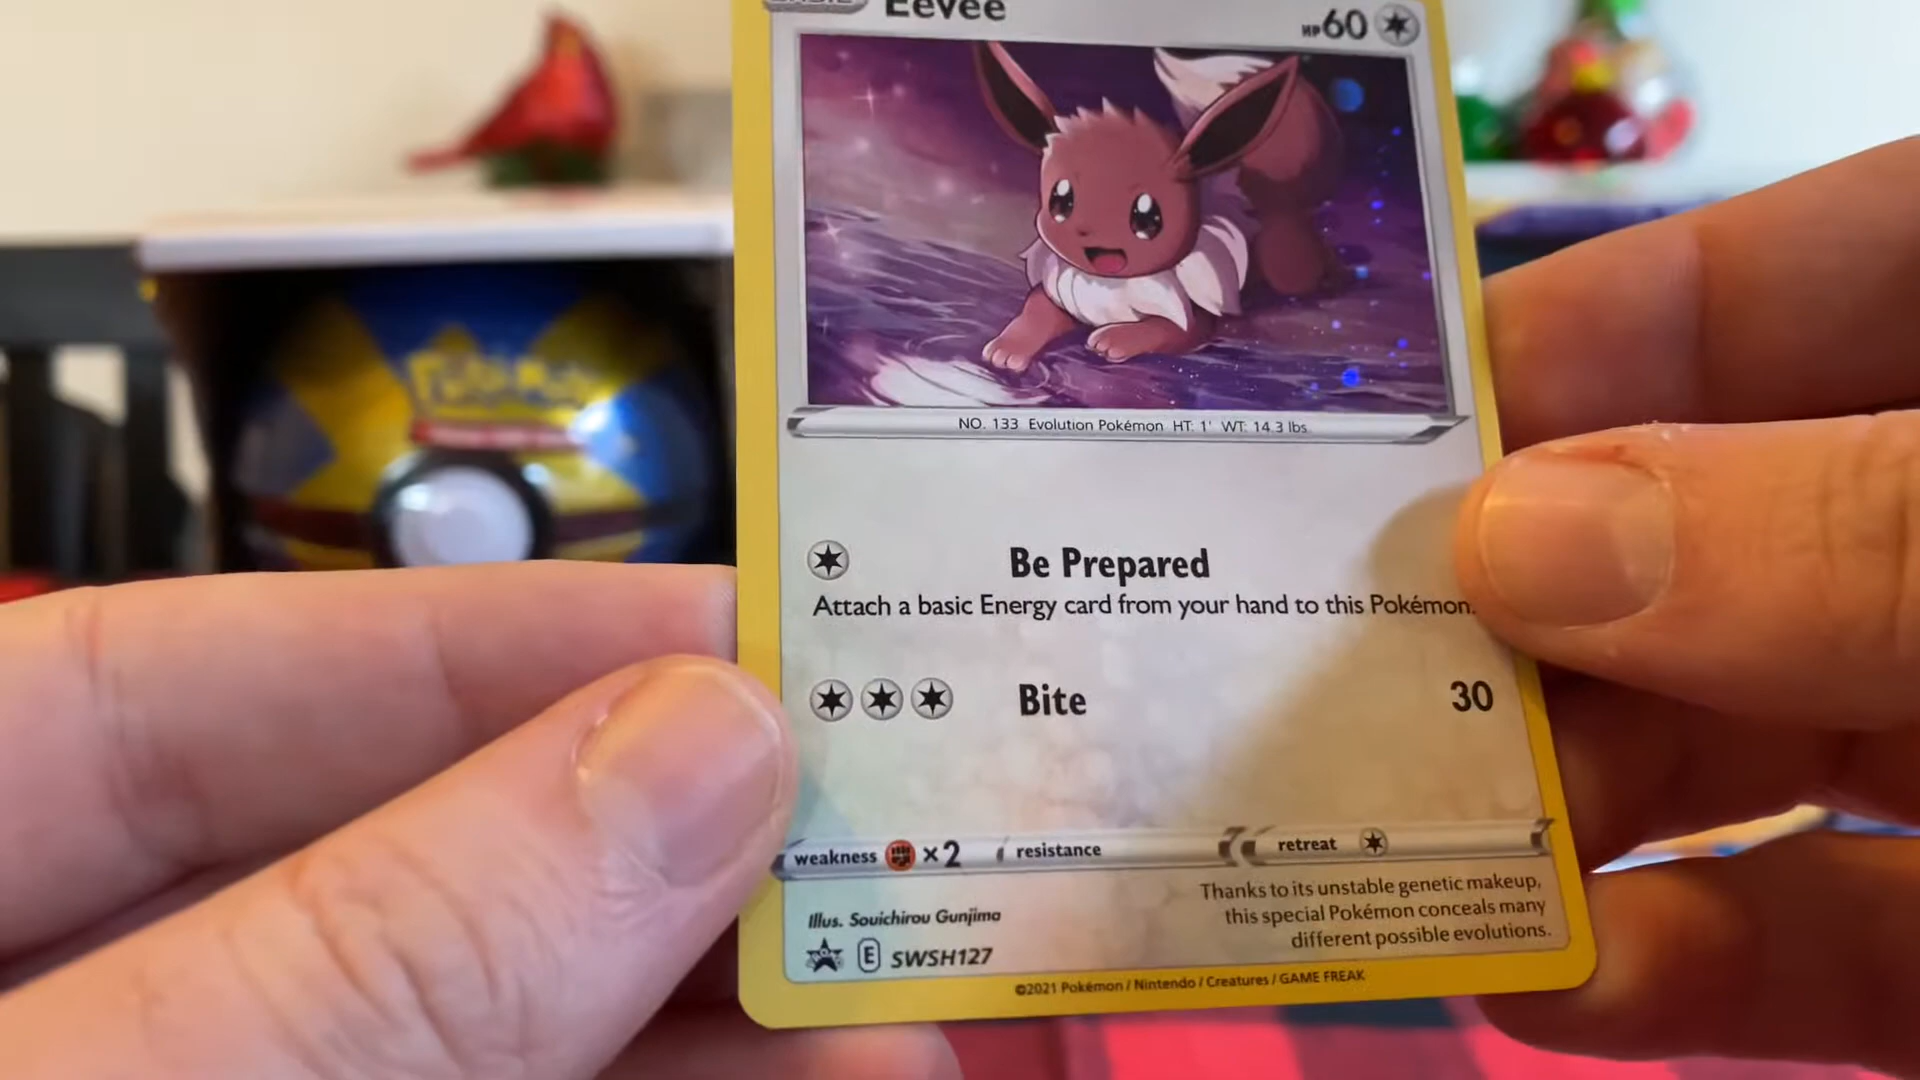 Eevee
HP60
NO. 133 Evolution Pokémon HT: 1' WT: 14.3 lbs.
Be Prepared
Attach a basic Energy card from your hand to this Pokémon.
Bite 30
weakness ×2 resistance retreat
Thanks to its unstable genetic makeup,
this special Pokémon conceals many
different possible evolutions.
Illus. Souichirou Gunjima
E SWSH127
©2021 Pokémon / Nintendo / Creatures / GAME FREAK
Pokémon